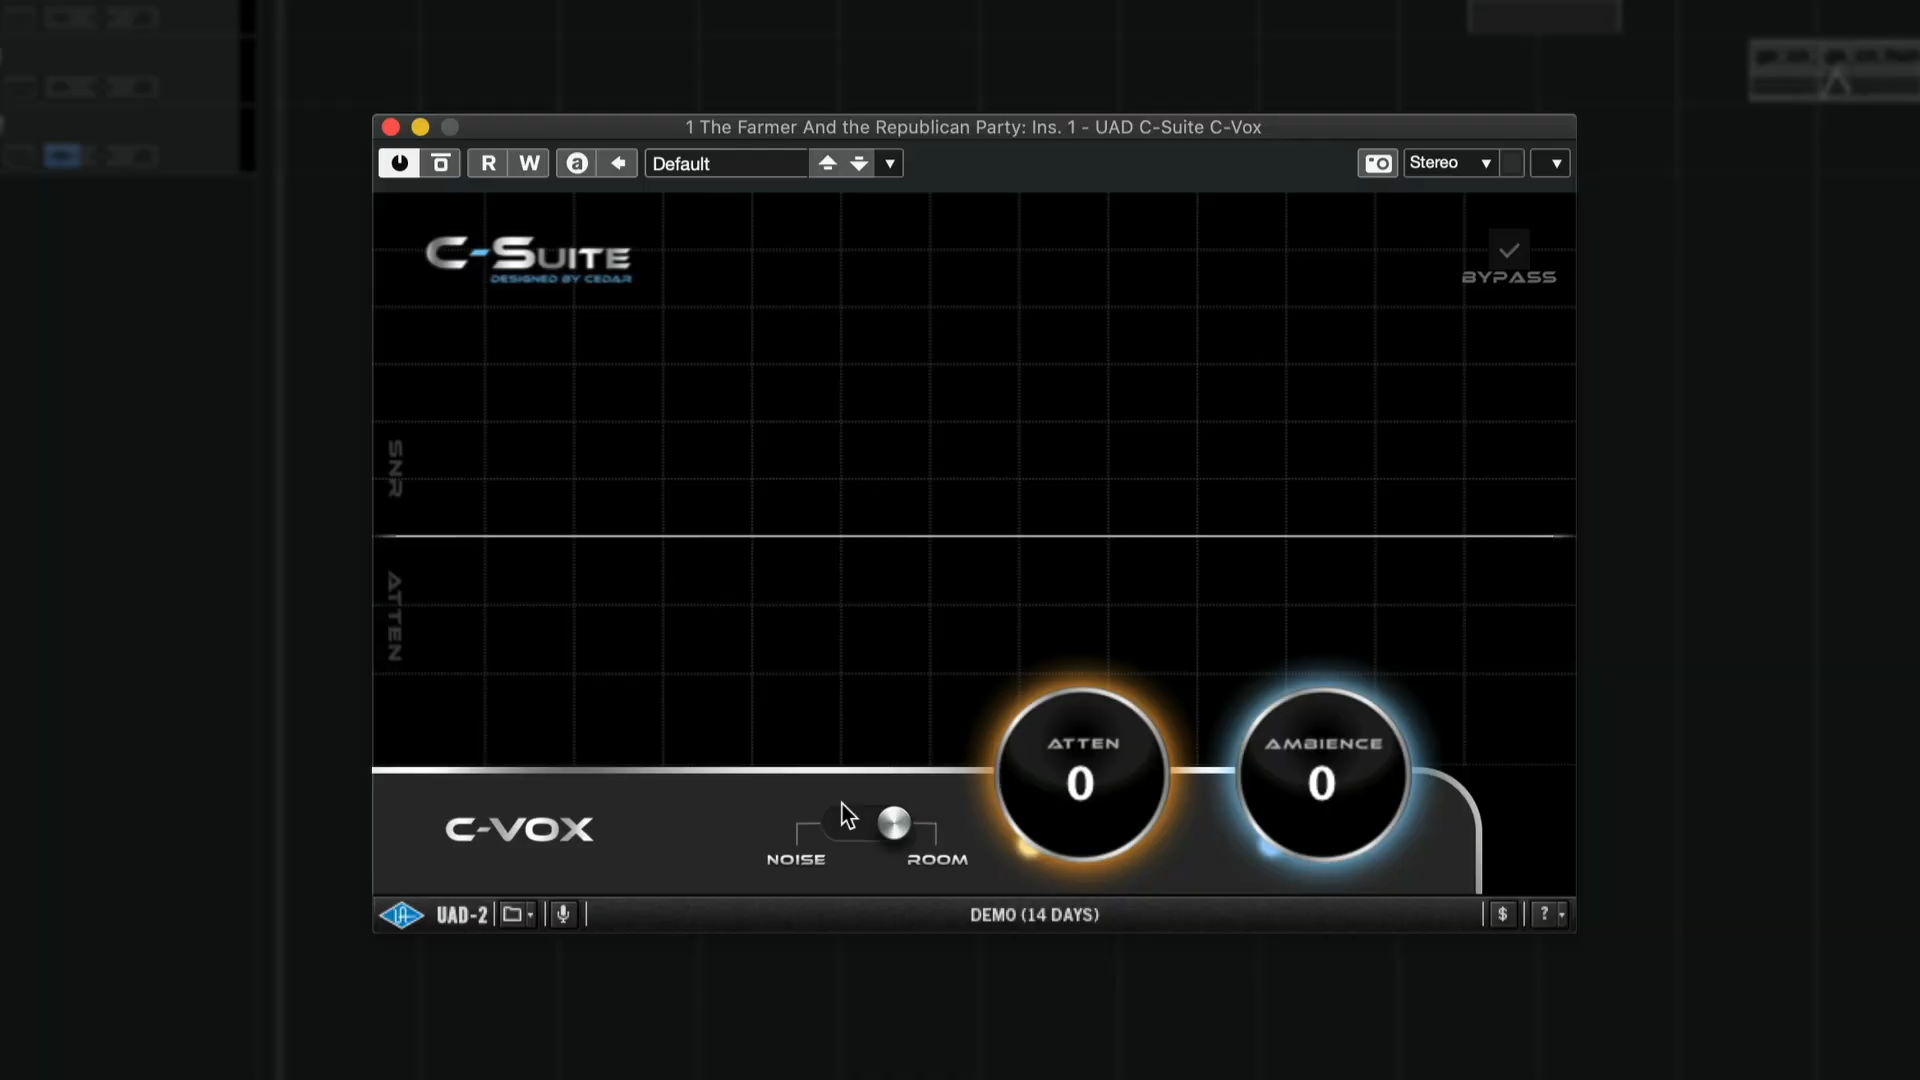 1 The Farmer And the Republican Party: Ins. 1 - UAD C-Suite C-Vox
R W a Default Stereo
C-SUITE
DESIGNED BY CEDAR
BYPASS
SNR
ATTEN
ATTEN
0
AMBIENCE
0
C-VOX
NOISE
ROOM
UA UAD-2 DEMO (14 DAYS) $ ?